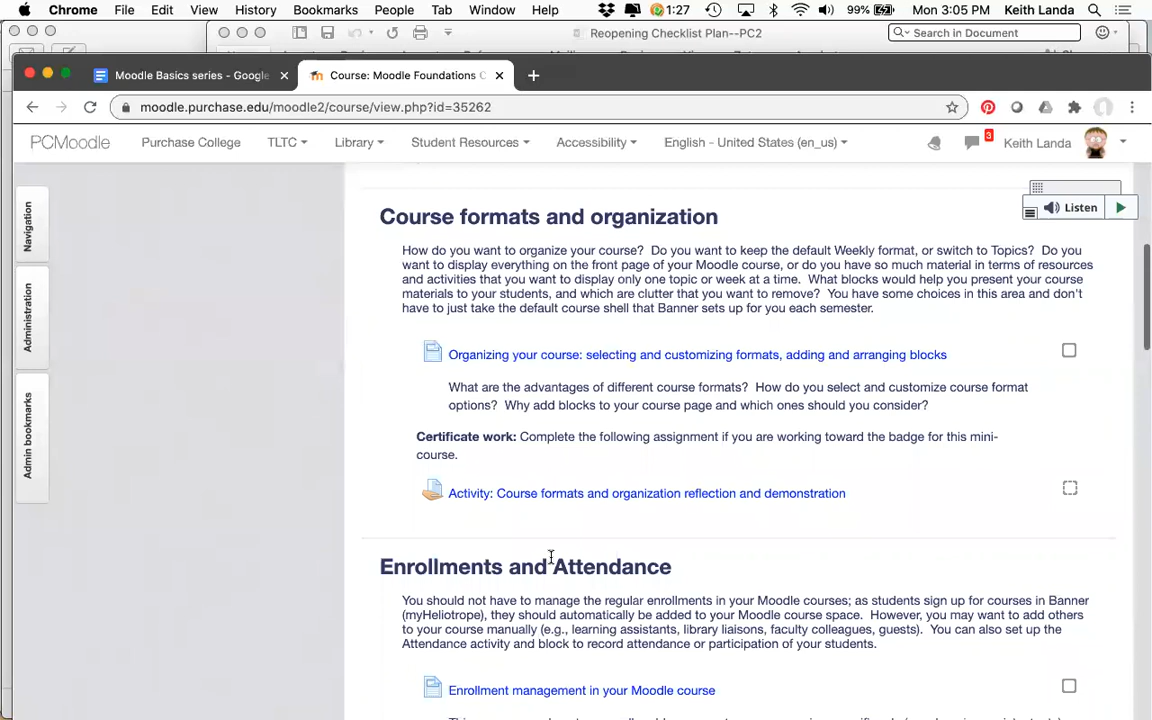 Chrome File Edit View History Bookmarks People Tab Window Help 1:27 99% Mon 3:05 PM Keith Landa
Reopening Checklist Plan--PC2 Search in Document
Moodle Basics series - Google Course: Moodle Foundations C
moodle.purchase.edu/moodle2/course/view.php?id=35262
PCMoodle Purchase College TLTC Library Student Resources Accessibility English - United States (en_us) 3 Keith Landa
Listen
Navigation
Administration
Admin bookmarks
Course formats and organization
How do you want to organize your course? Do you want to keep the default Weekly format, or switch to Topics? Do you
want to display everything on the front page of your Moodle course, or do you have so much material in terms of resources
and activities that you want to display only one topic or week at a time. What blocks would help you present your course
materials to your students, and which are clutter that you want to remove? You have some choices in this area and don't
have to just take the default course shell that Banner sets up for you each semester.
Organizing your course: selecting and customizing formats, adding and arranging blocks
What are the advantages of different course formats? How do you select and customize course format
options? Why add blocks to your course page and which ones should you consider?
Certificate work: Complete the following assignment if you are working toward the badge for this mini-
course.
Activity: Course formats and organization reflection and demonstration
Enrollments and Attendance
You should not have to manage the regular enrollments in your Moodle courses; as students sign up for courses in Banner
(myHeliotrope), they should automatically be added to your Moodle course space. However, you may want to add others
to your course manually (e.g., learning assistants, library liaisons, faculty colleagues, guests). You can also set up the
Attendance activity and block to record attendance or participation of your students.
Enrollment management in your Moodle course